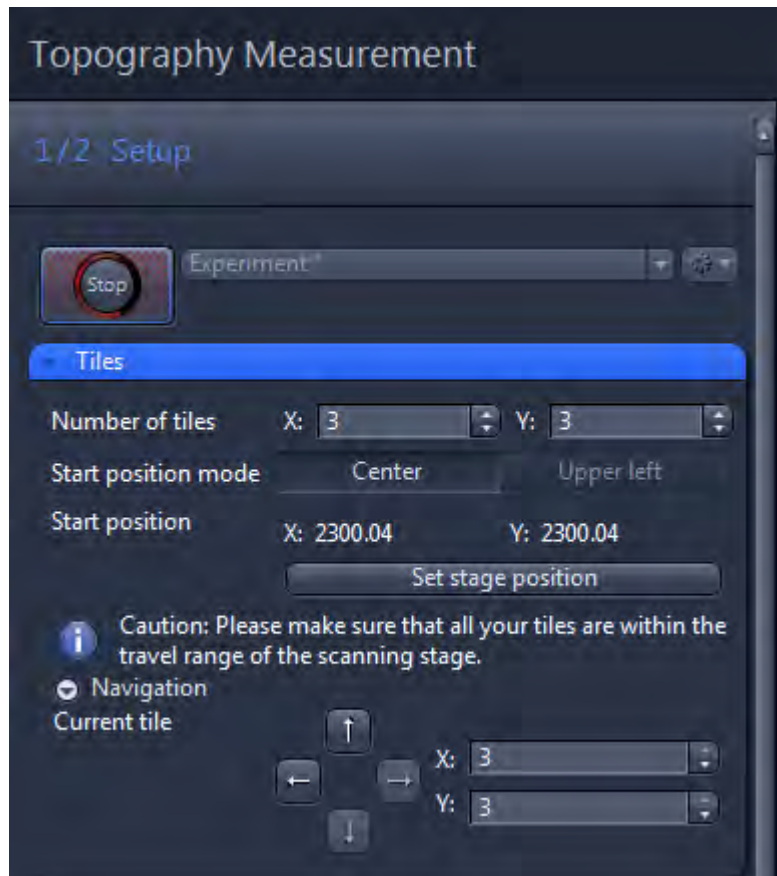 Topography Measurement
1/2 Setup
Stop
Experiment*
Tiles
Number of tiles X: 3 Y: 3
Start position mode Center Upper left
Start position X: 2300.04 Y: 2300.04
Set stage position
Caution: Please make sure that all your tiles are within the
travel range of the scanning stage.
Navigation
Current tile
X: 3
Y: 3